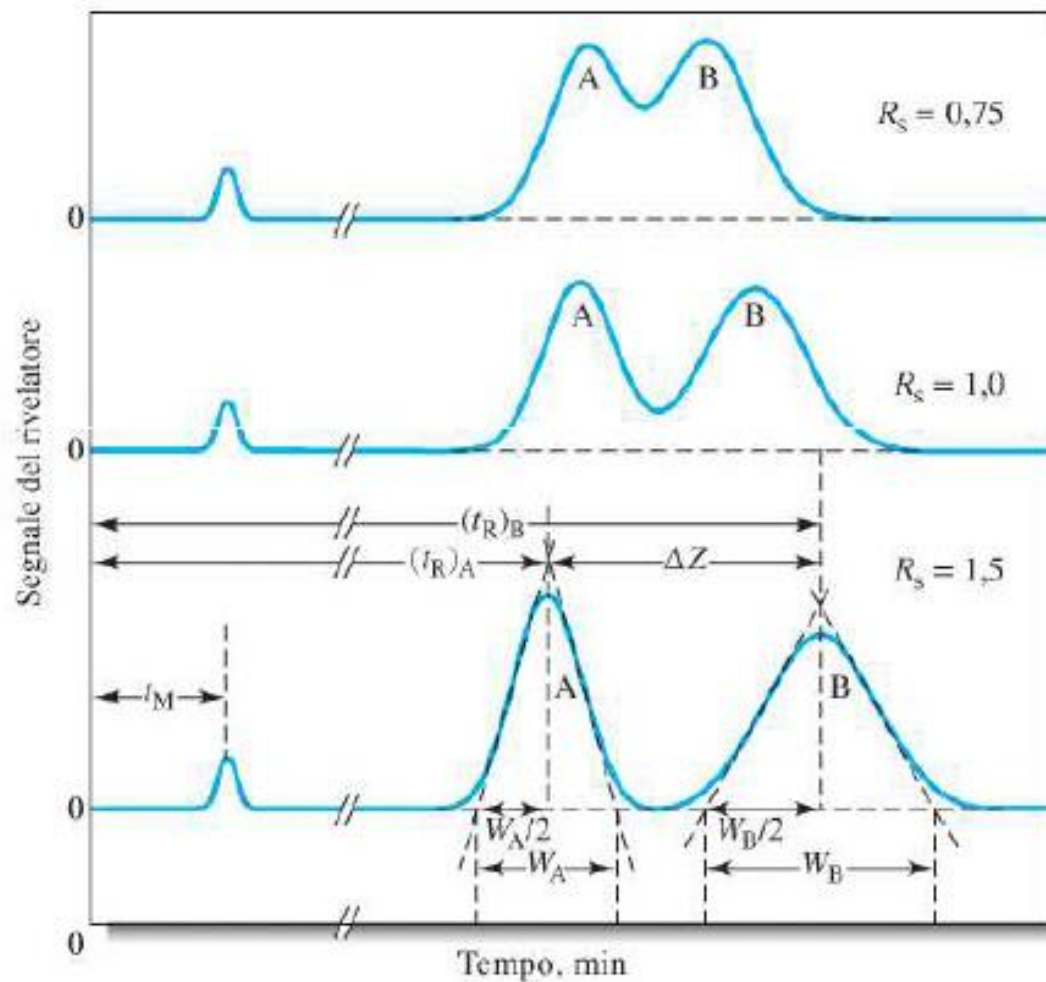 Segnale del rivelatore
A
B
R_s = 0,75
0
A
B
R_s = 1,0
0
(t_R)_B
(t_R)_A
ΔZ
R_s = 1,5
t_M
A
B
0
W_A/2
W_B/2
W_A
W_B
0
Tempo, min